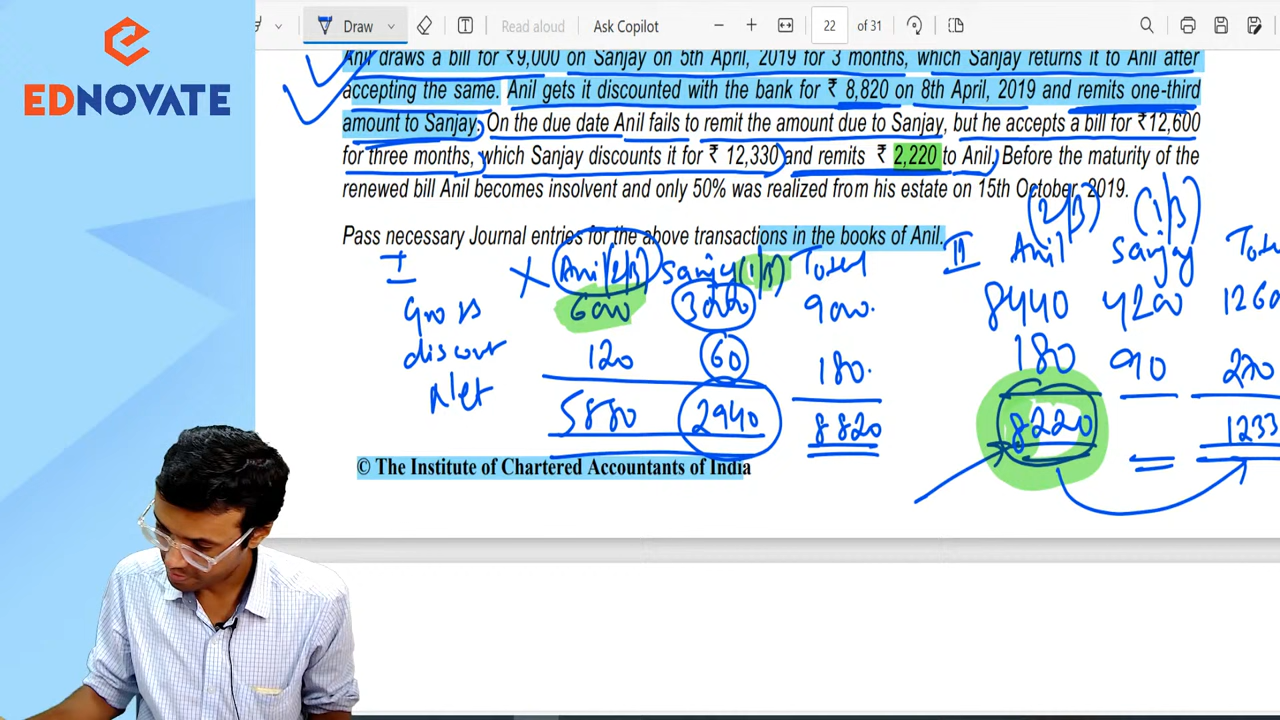 EDNOVATE
Draw
Read aloud
Ask Copilot
22
of 31
Anil draws a bill for ₹9,000 on Sanjay on 5th April, 2019 for 3 months, which Sanjay returns it to Anil after
accepting the same. Anil gets it discounted with the bank for ₹ 8,820 on 8th April, 2019 and remits one-third
amount to Sanjay. On the due date Anil fails to remit the amount due to Sanjay, but he accepts a bill for ₹12,600
for three months, which Sanjay discounts it for ₹ 12,330 and remits ₹ 2,220 to Anil. Before the maturity of the
renewed bill Anil becomes insolvent and only 50% was realized from his estate on 15th October, 2019.
Pass necessary Journal entries for the above transactions in the books of Anil.
(2/3) (1/3)
I Anil(2/3) Sanjay(1/3) Total
II Anil Sanjay Tota
Gross 6000 3000 9000.
8440 4200 1260
discount 120 60 180.
180 90 270
Net 5880 2940 8820
8220 1233
© The Institute of Chartered Accountants of India